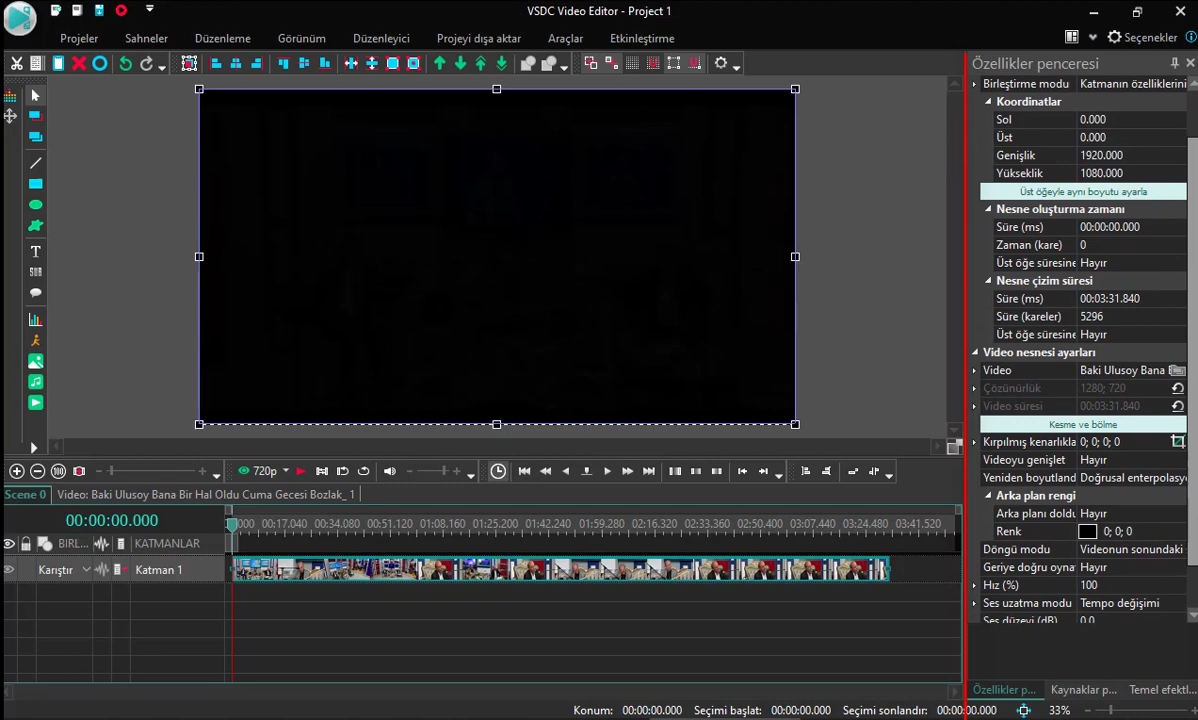 VSDC Video Editor - Project 1
Projeler
Sahneler
Düzenleme
Görünüm
Düzenleyici
Projeyi dışa aktar
Araçlar
Etkinleştirme
Seçenekler
Özellikler penceresi
Birleştirme modu Katmanın özelliklerini
Koordinatlar
Sol 0.000
Üst 0.000
Genişlik 1920.000
Yükseklik 1080.000
Üst öğeyle aynı boyutu ayarla
Nesne oluşturma zamanı
Süre (ms) 00:00:00.000
Zaman (kare) 0
Üst öğe süresine Hayır
Nesne çizim süresi
Süre (ms) 00:03:31.840
Süre (kareler) 5296
Üst öğe süresine Hayır
Video nesnesi ayarları
Video Baki Ulusoy Bana
Çözünürlük 1280; 720
Video süresi 00:03:31.840
Kesme ve bölme
Kırpılmış kenarlıkla 0; 0; 0; 0
Videoyu genişlet Hayır
Yeniden boyutland Doğrusal enterpolasy
Arka plan rengi
Arka planı doldu Hayır
Renk 0; 0; 0
Döngü modu Videonun sonundaki
Geriye doğru oynat Hayır
Hız (%) 100
Ses uzatma modu Tempo değişimi
Ses düzeyi (dB) 0.0
T
SUB
720p
Scene 0
Video: Baki Ulusoy Bana Bir Hal Oldu Cuma Gecesi Bozlak_ 1
00:00:00.000
000 00:17.040 00:34.080 00:51.120 01:08.160 01:25.200 01:42.240 01:59.280 02:16.320 02:33.360 02:50.400 03:07.440 03:24.480 03:41.520
BIRL... KATMANLAR
Karıştır Katman 1
Özellikler p... Kaynaklar p... Temel efektl...
Konum: 00:00:00.000 Seçimi başlat: 00:00:00.000 Seçimi sonlandır: 00:00:00.000 33%